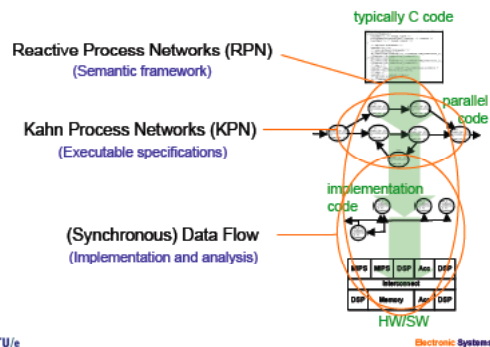 typically C code
Reactive Process Networks (RPN)
(Semantic framework)
parallel
code
Kahn Process Networks (KPN)
(Executable specifications)
implementation
code
(Synchronous) Data Flow
(Implementation and analysis)
MIPS MIPS DSP Acc DSP
Interconnect
DSP Memory Acc DSP
HW/SW
U/e
Electronic Systems